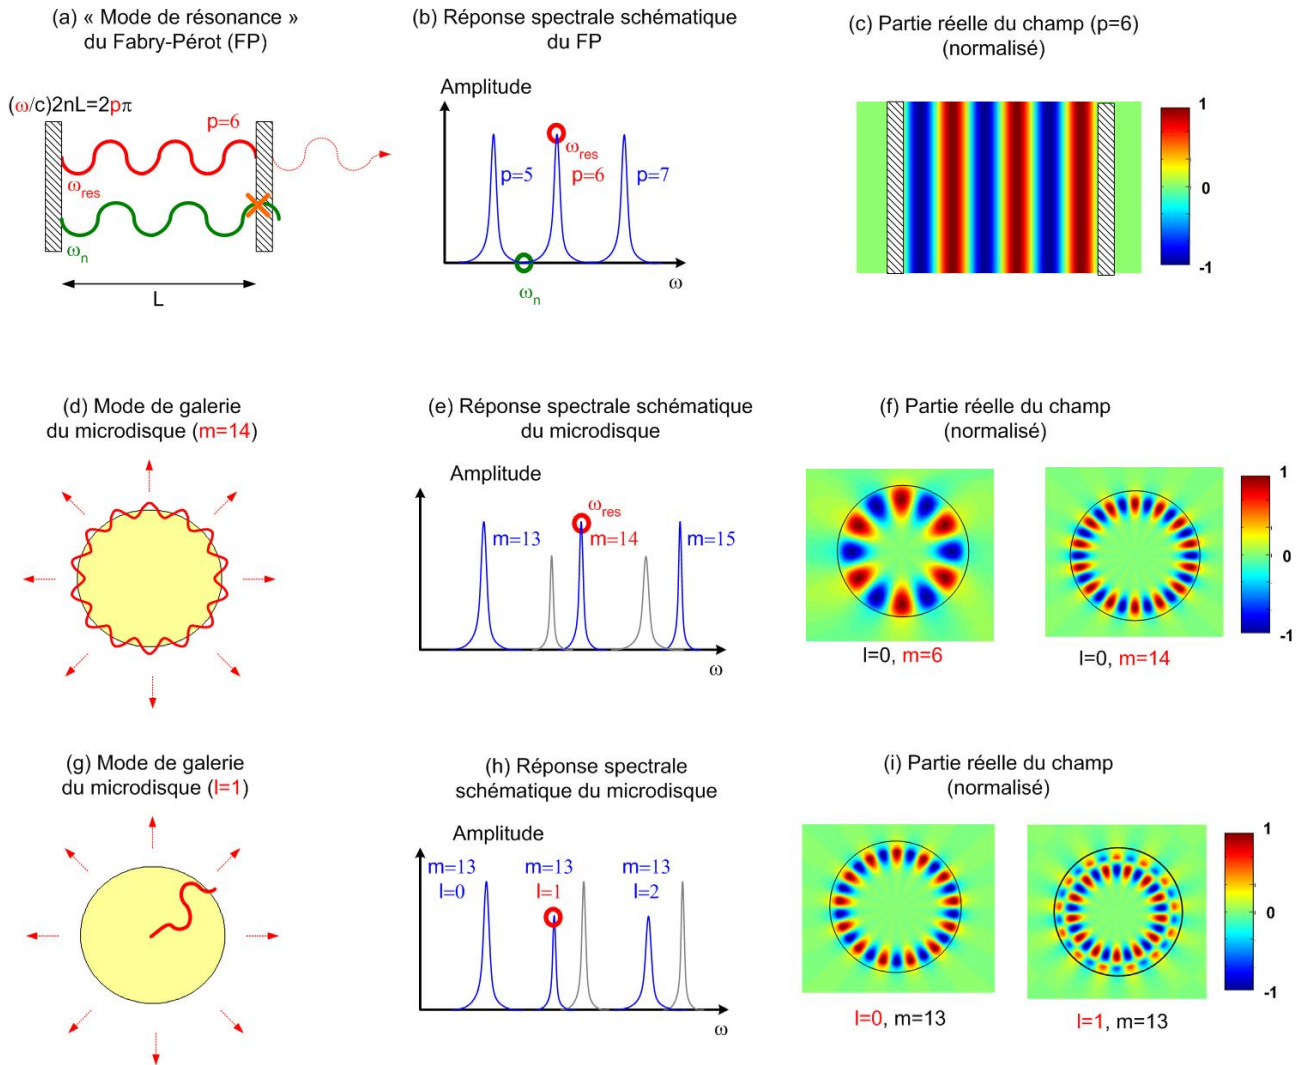 (a) « Mode de résonance »
du Fabry-Pérot (FP)
(ω/c)2nL=2pπ
p=6
ωres
ωn
L
(b) Réponse spectrale schématique
du FP
Amplitude
ωres
p=5
p=6
p=7
ωn
ω
(c) Partie réelle du champ (p=6)
(normalisé)
1
0
-1
(d) Mode de galerie
du microdisque (m=14)
(e) Réponse spectrale schématique
du microdisque
Amplitude
ωres
m=13
m=14
m=15
ω
(f) Partie réelle du champ
(normalisé)
1
0
-1
l=0, m=6
l=0, m=14
(g) Mode de galerie
du microdisque (l=1)
(h) Réponse spectrale
schématique du microdisque
Amplitude
m=13 m=13 m=13
l=0 l=1 l=2
ω
(i) Partie réelle du champ
(normalisé)
1
0
-1
l=0, m=13
l=1, m=13